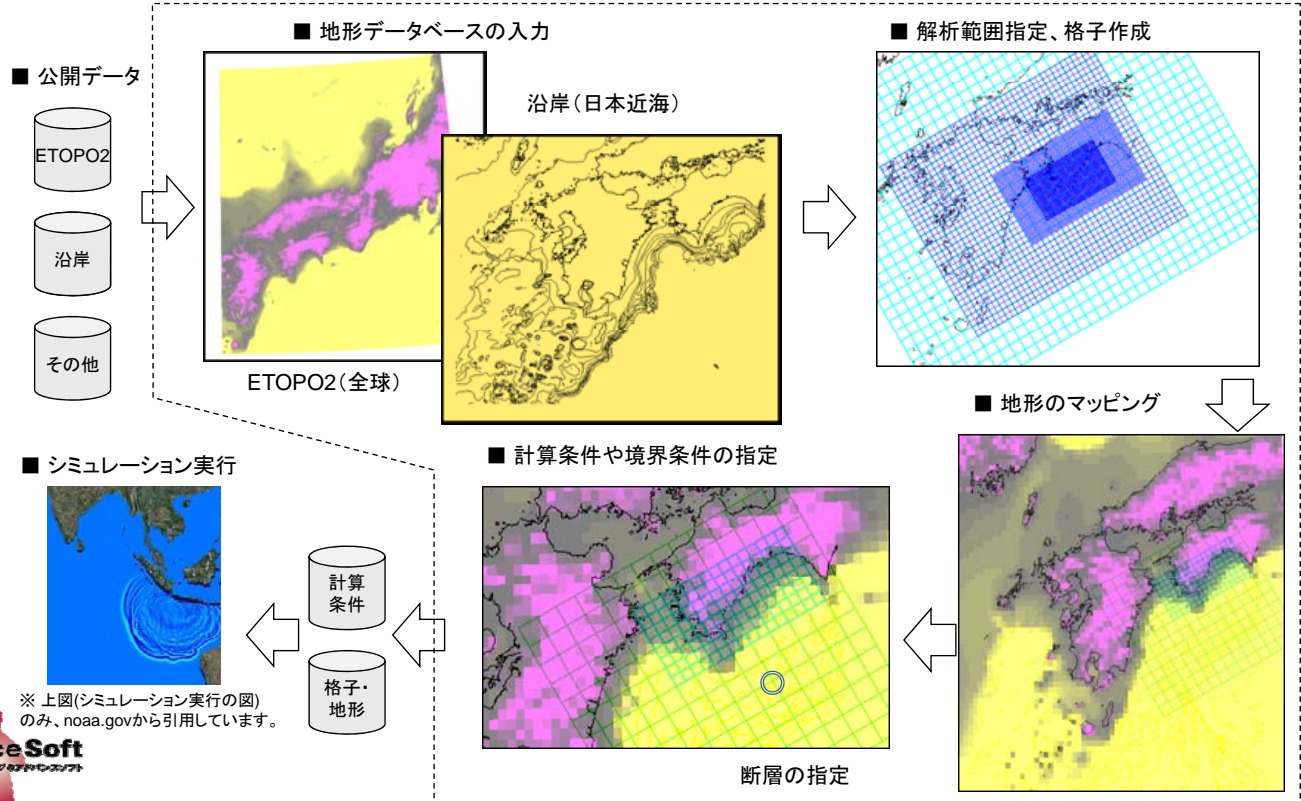 ■ 地形データベースの入力
■ 解析範囲指定、格子作成
■ 公開データ
沿岸(日本近海)
ETOPO2
沿岸
その他
ETOPO2(全球)
■ 地形のマッピング
■ シミュレーション実行
■ 計算条件や境界条件の指定
計算
条件
格子・
地形
※ 上図(シミュレーション実行の図)
のみ、noaa.govから引用しています。
ceSoft
断層の指定